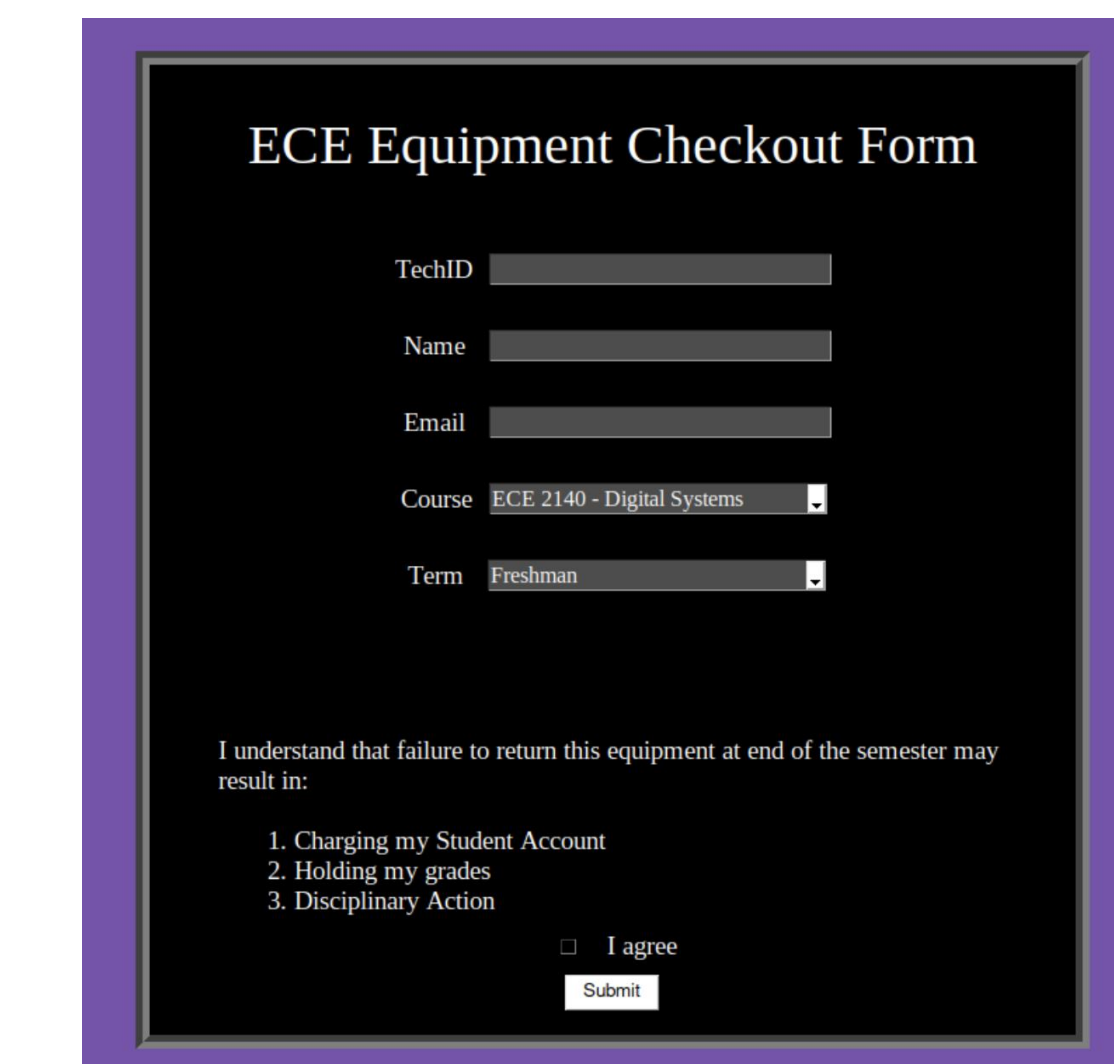 ECE Equipment Checkout Form
TechID
Name
Email
Course ECE 2140 - Digital Systems
Term Freshman
I understand that failure to return this equipment at end of the semester may
result in:
1. Charging my Student Account
2. Holding my grades
3. Disciplinary Action
I agree
Submit